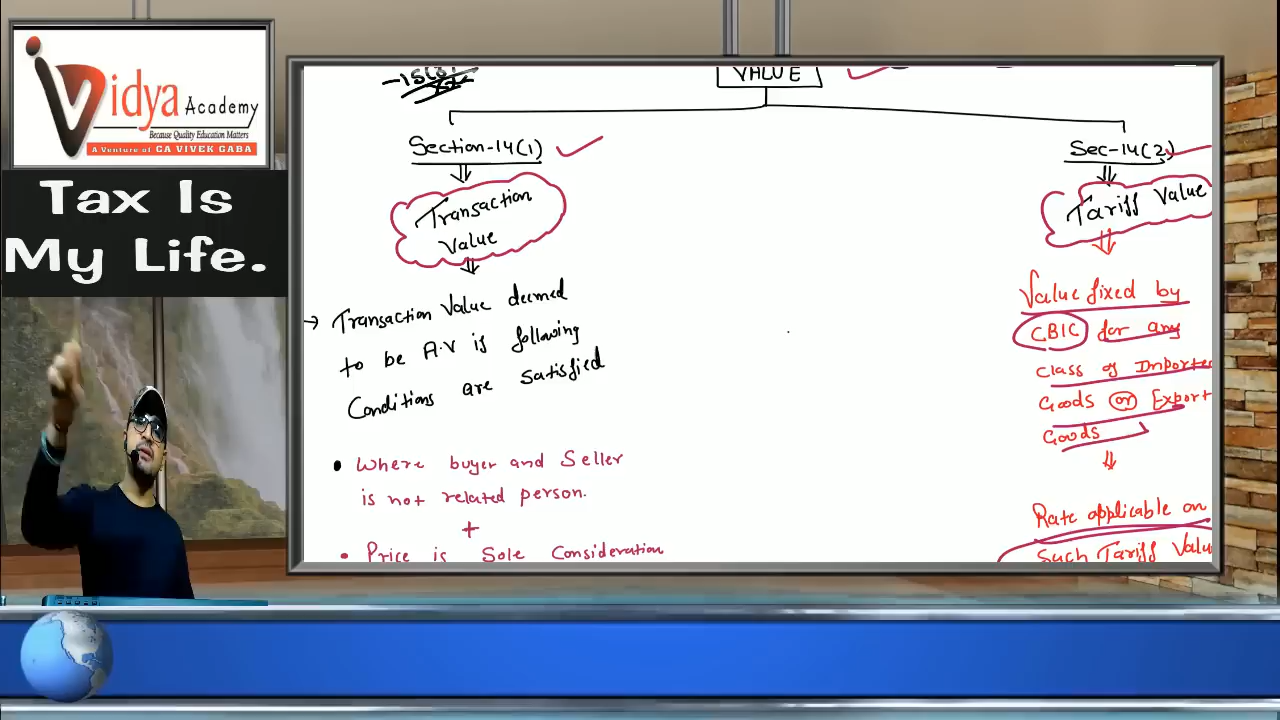 Vidya Academy
Because Quality Education Matters
A Venture of CA VIVEK GABA
Tax Is
My Life.
VALUE
Section-14(1)
Transaction
Value
→ Transaction Value deemed
to be A.V is following
Conditions are satisfied
• Where buyer and Seller
is not related person.
+
• Price is Sole Consideration
Sec-14(2)
Tariff Value
Value fixed by
CBIC for any
Class of Imported
Goods or Export
Goods
Rate applicable on
Such Tariff Value